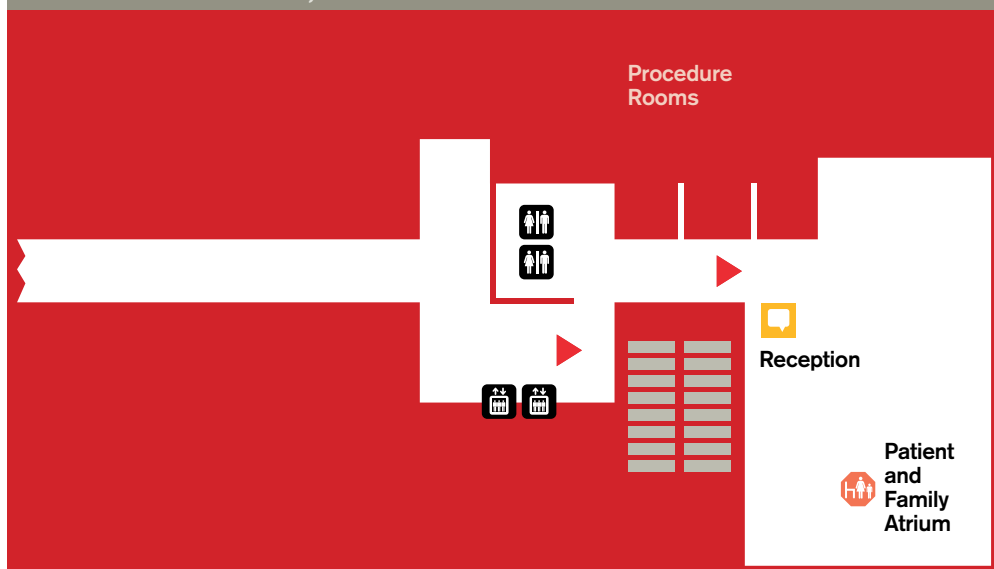 Procedure
Rooms
Reception
Patient
and
Family
Atrium